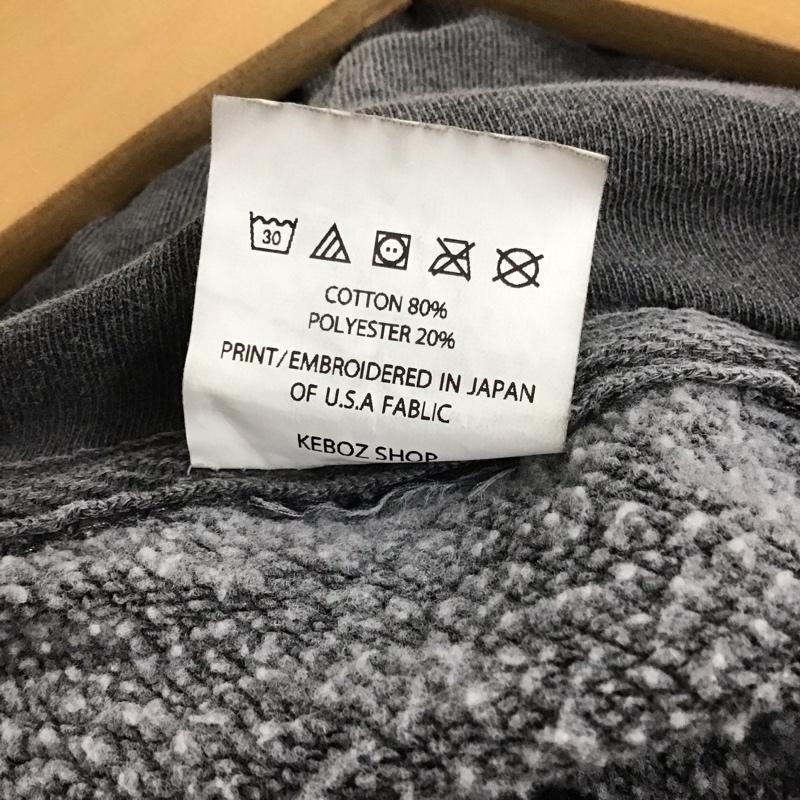 30
COTTON 80%
POLYESTER 20%
PRINT/EMBROIDERED IN JAPAN
OF U.S.A FABLIC
KEBOZ SHOP